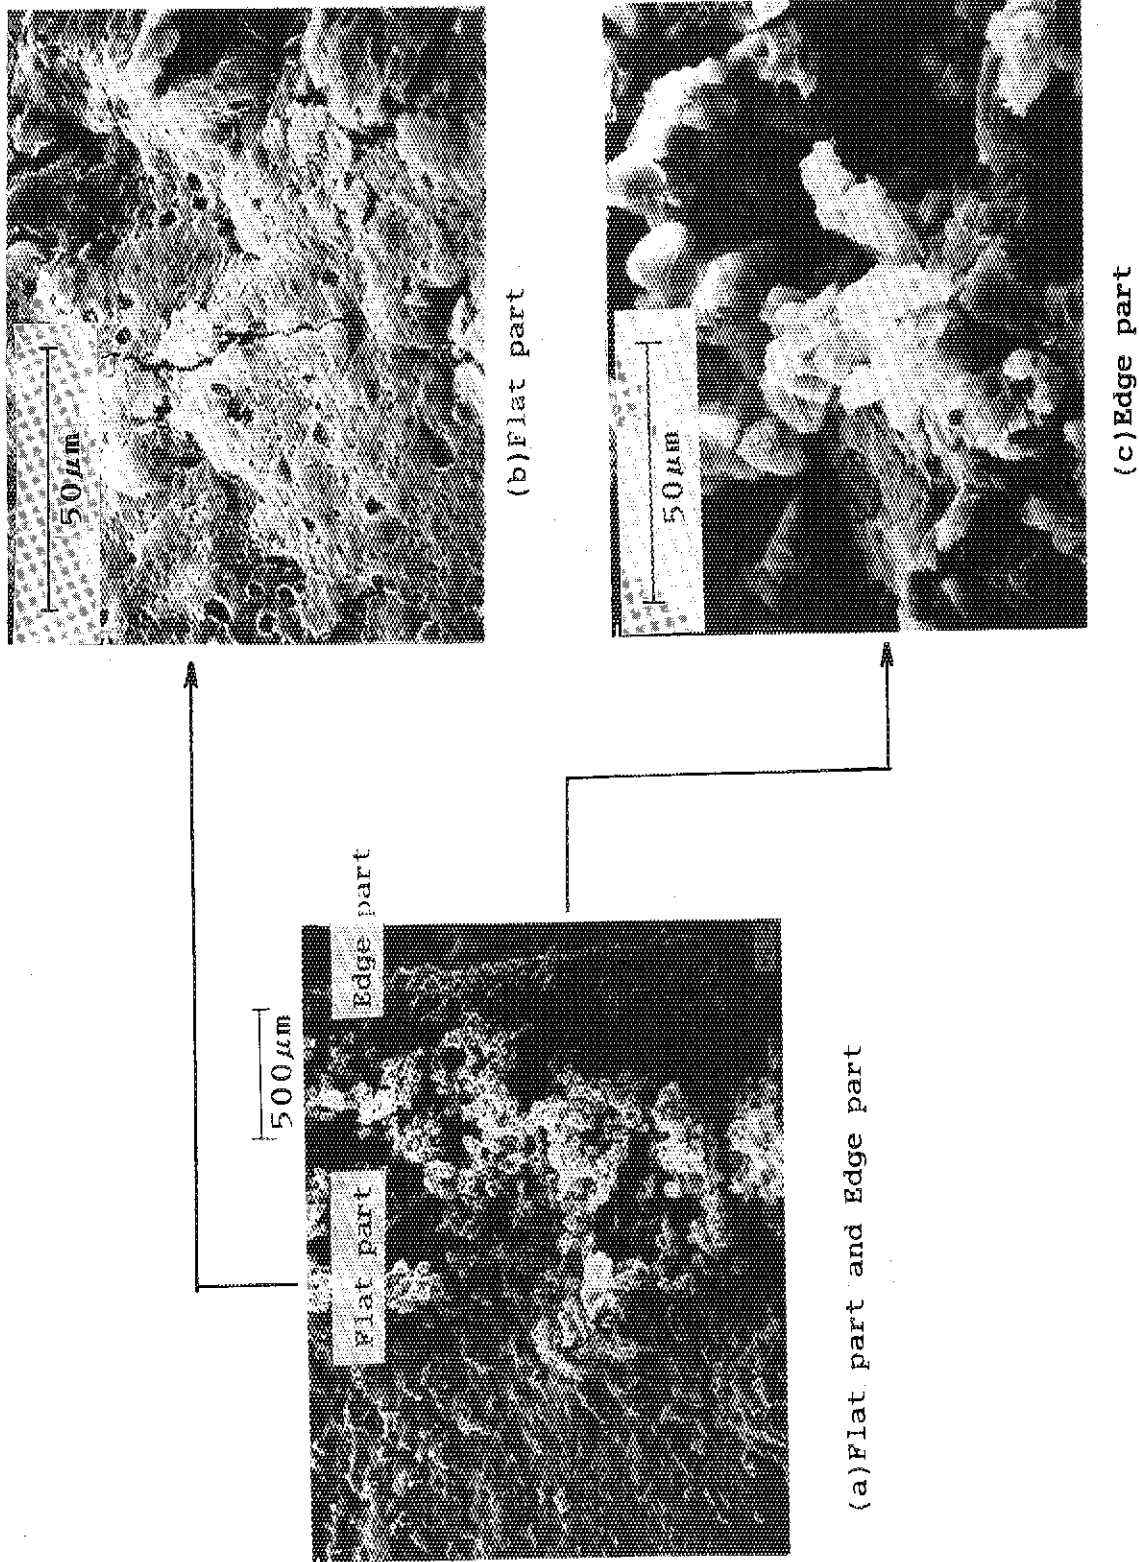 500μm
Flat part
Edge part
(a)Flat part and Edge part
50μm
(b)Flat part
50μm
(c)Edge part